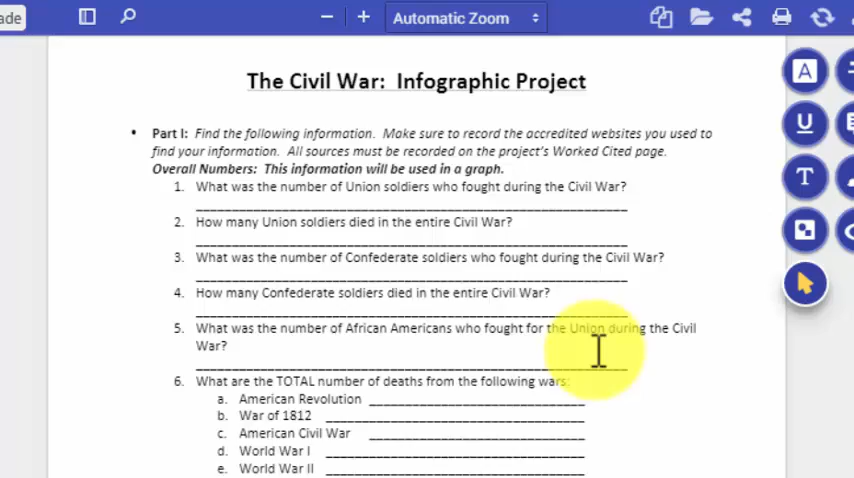 ade
Automatic Zoom
The Civil War: Infographic Project
• Part I: Find the following information. Make sure to record the accredited websites you used to
find your information. All sources must be recorded on the project's Worked Cited page.
Overall Numbers: This information will be used in a graph.
1. What was the number of Union soldiers who fought during the Civil War?
2. How many Union soldiers died in the entire Civil War?
3. What was the number of Confederate soldiers who fought during the Civil War?
4. How many Confederate soldiers died in the entire Civil War?
5. What was the number of African Americans who fought for the Union during the Civil
War?
6. What are the TOTAL number of deaths from the following wars:
a. American Revolution
b. War of 1812
c. American Civil War
d. World War I
e. World War II
A
U
T